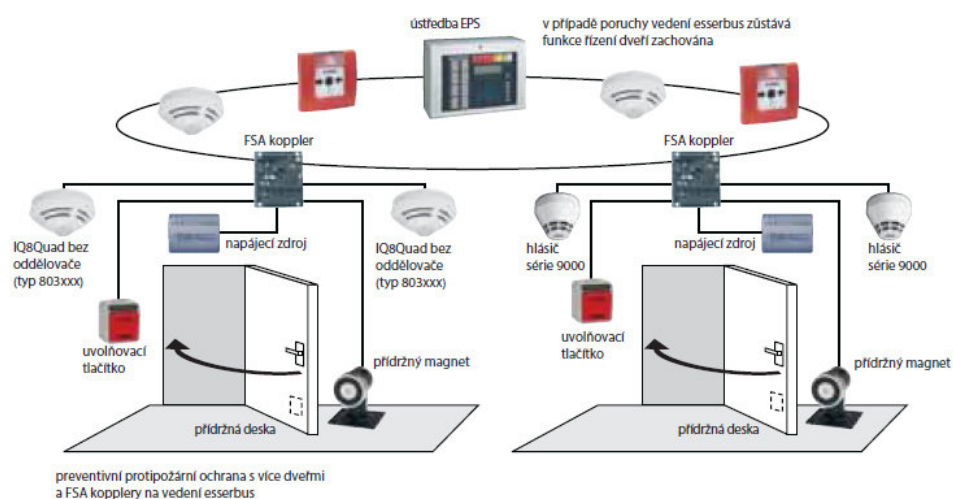 ústředba EPS
v případě poruchy vedení esserbus zůstává
funkce řízení dveří zachována
FSA koppler
FSA koppler
IQ8Quad bez
oddělovače
(typ 803xxx)
napájecí zdroj
IQ8Quad bez
oddělovače
(typ 803xxx)
hlásič
série 9000
napájecí zdroj
hlásič
série 9000
uvolňovací
tlačítko
přídržný magnet
přídržná deska
uvolňovací
tlačítko
přídržný magnet
přídržná deska
preventivní protipožární ochrana s více dveřmi
a FSA kopplery na vedení esserbus